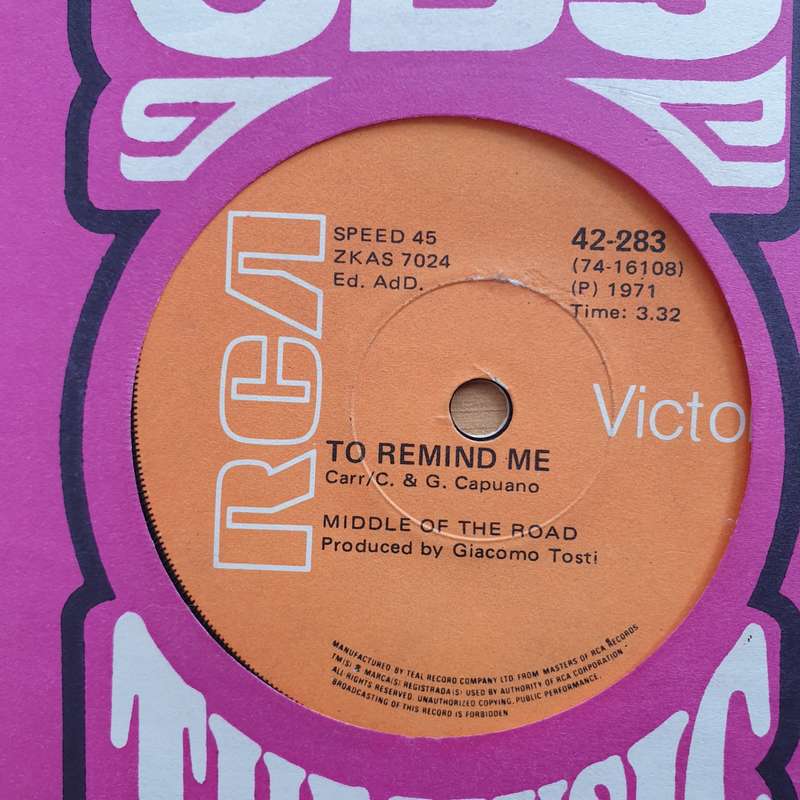 CBS
RCA
SPEED 45
ZKAS 7024
Ed. AdD.
42-283
(74-16108)
(P) 1971
Time: 3.32
Victo
TO REMIND ME
Carr/C. & G. Capuano
MIDDLE OF THE ROAD
Produced by Giacomo Tosti
MANUFACTURED BY TEAL RECORD COMPANY LTD. FROM MASTERS OF RCA RECORDS
TM(S) ® MARCA(S) REGISTRADA(S) USED BY AUTHORITY OF RCA CORPORATION -
ALL RIGHTS RESERVED. UNAUTHORIZED COPYING, PUBLIC PERFORMANCE,
BROADCASTING OF THIS RECORD IS FORBIDDEN